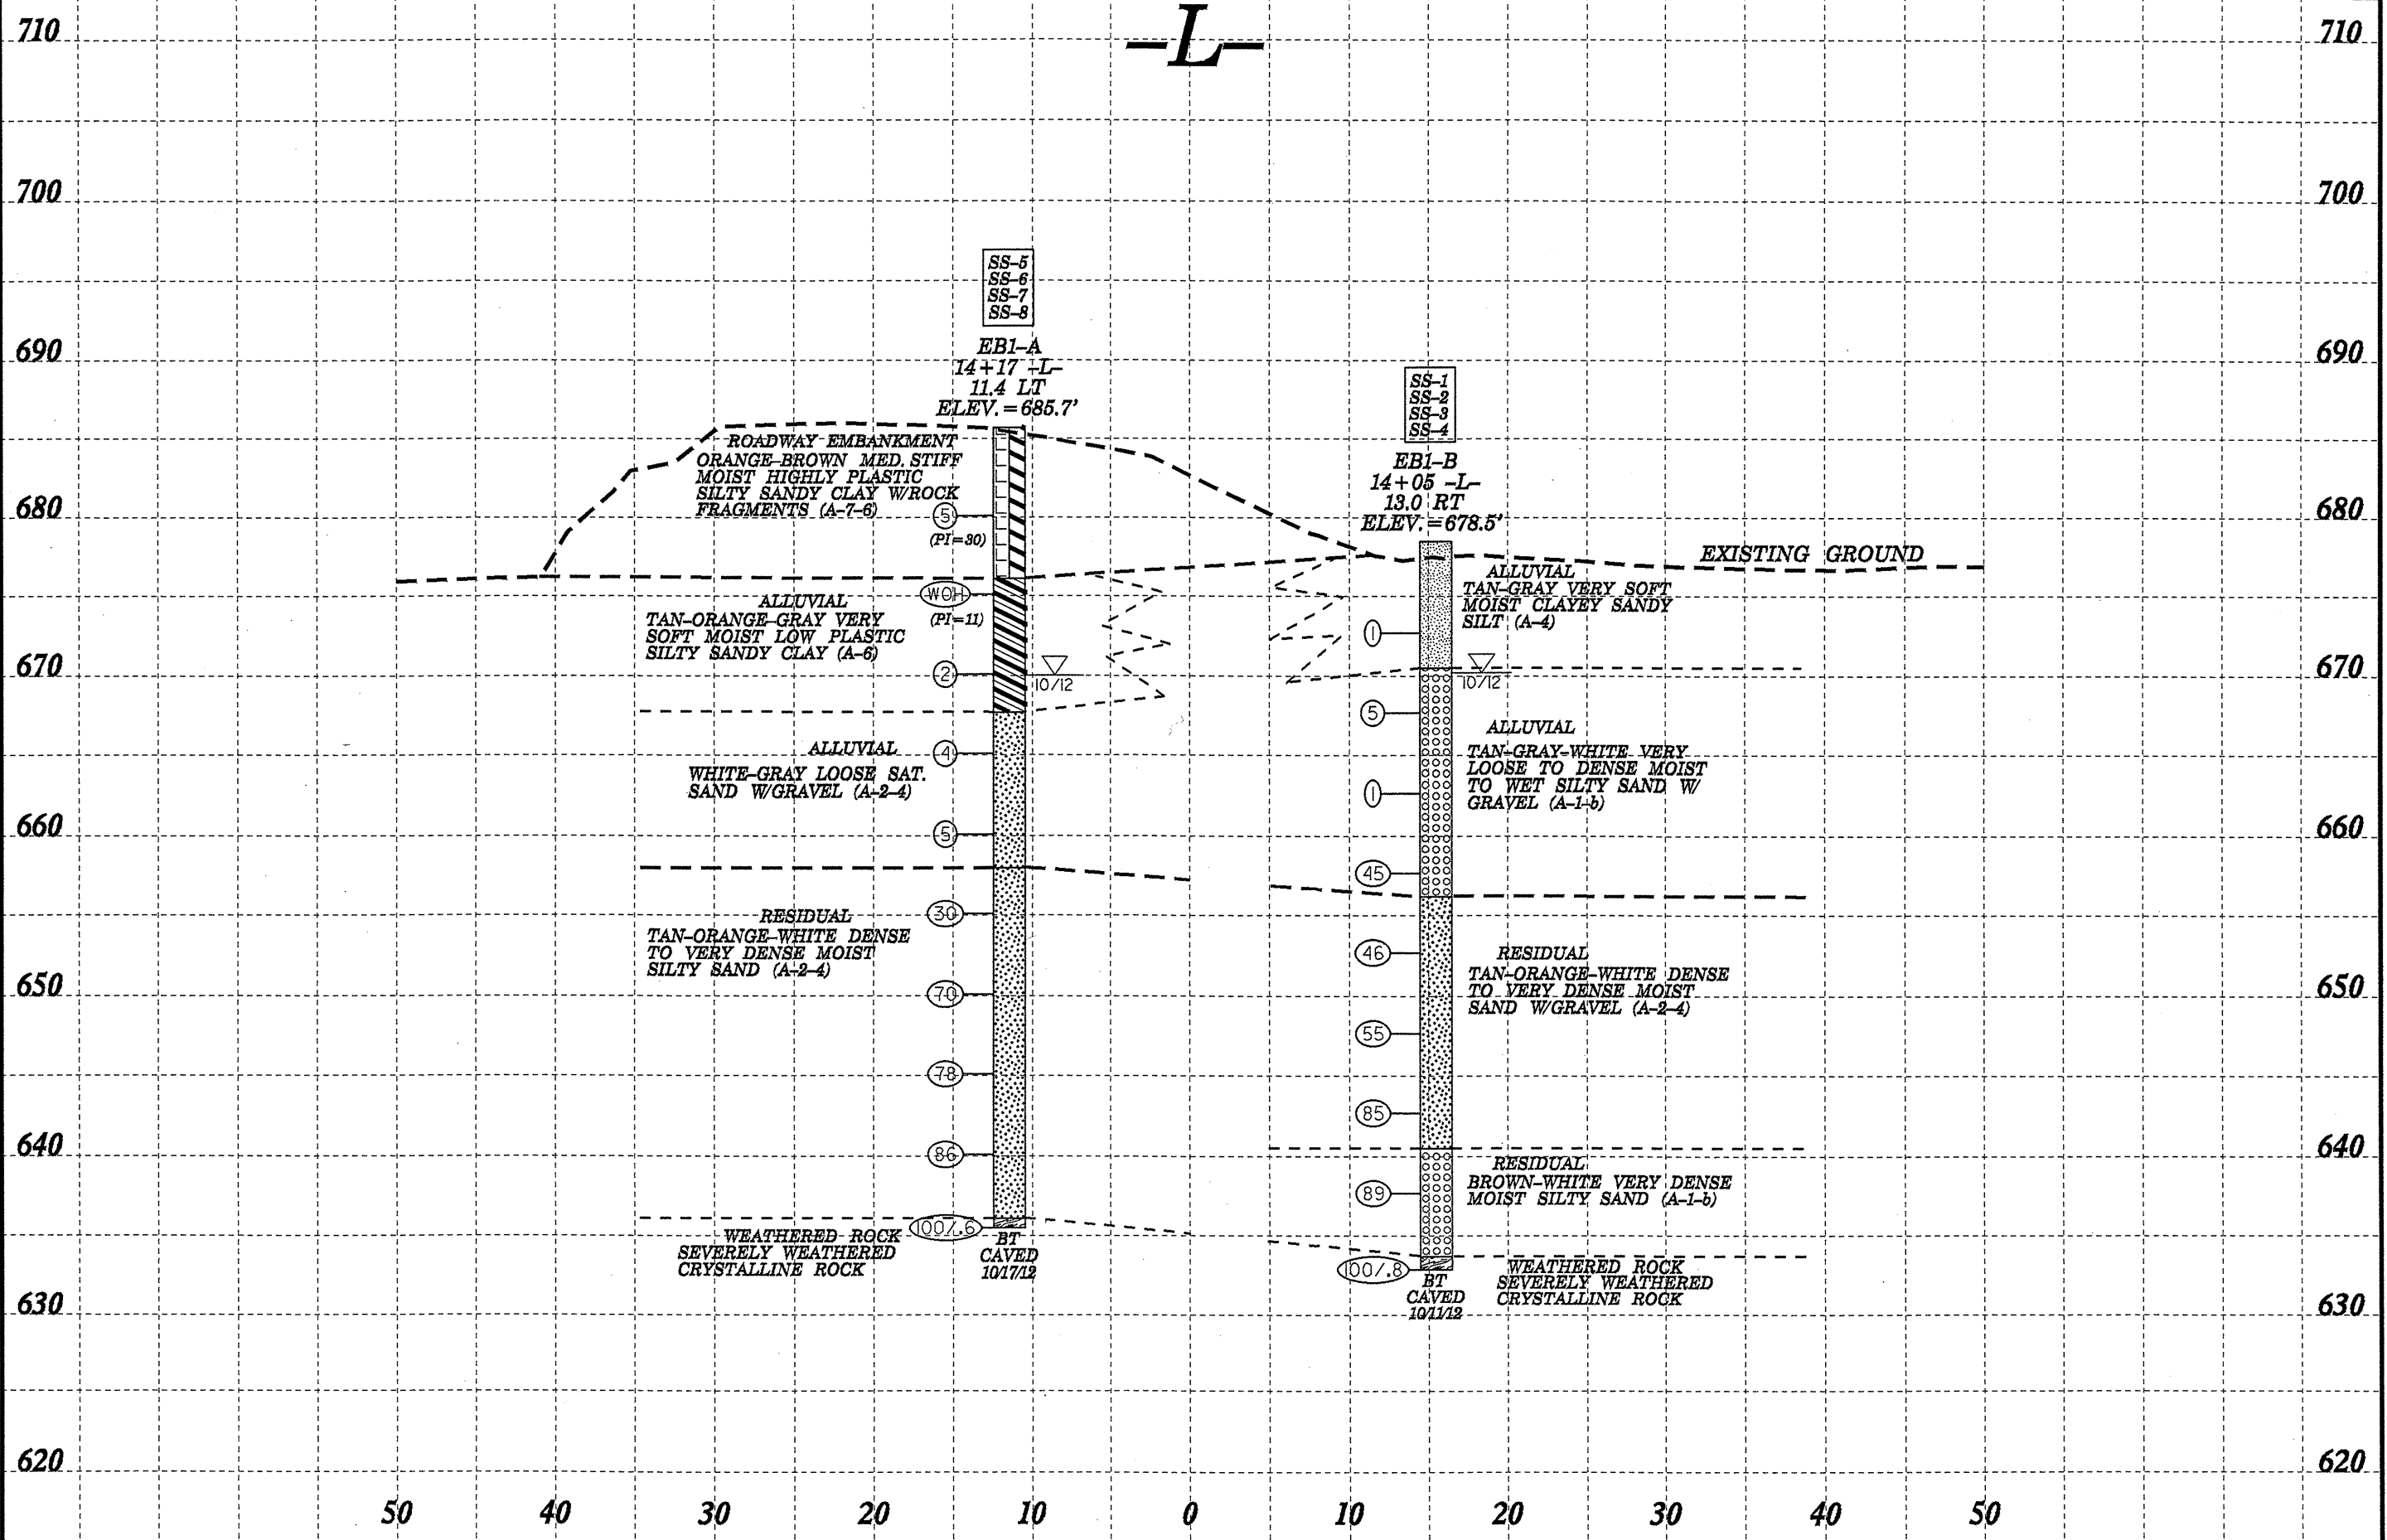 -L-
710
710
700
700
690
690
680
680
670
670
660
660
650
650
640
640
630
630
620
620
SS-5
SS-6
SS-7
SS-8
EB1-A
14+17 -L-
11.4 LT
ELEV.=685.7'
ROADWAY EMBANKMENT
ORANGE-BROWN MED. STIFF
MOIST HIGHLY PLASTIC
SILTY SANDY CLAY W/ROCK
FRAGMENTS (A-7-6)
5
(PI=30)
WOH
(PI=11)
ALLUVIAL
TAN-ORANGE-GRAY VERY
SOFT MOIST LOW PLASTIC
SILTY SANDY CLAY (A-6)
2
10/12
ALLUVIAL
4
WHITE-GRAY LOOSE SAT.
SAND W/GRAVEL (A-2-4)
5
RESIDUAL
30
TAN-ORANGE-WHITE DENSE
TO VERY DENSE MOIST
SILTY SAND (A-2-4)
70
78
86
100/.6
WEATHERED ROCK
SEVERELY WEATHERED
CRYSTALLINE ROCK
BT
CAVED
10/17/12
SS-1
SS-2
SS-3
SS-4
EB1-B
14+05 -L-
13.0 RT
ELEV.=678.5'
EXISTING GROUND
ALLUVIAL
TAN-GRAY VERY SOFT
MOIST CLAYEY SANDY
SILT (A-4)
1
10/12
5
ALLUVIAL
TAN-GRAY-WHITE VERY
LOOSE TO DENSE MOIST
TO WET SILTY SAND W/
GRAVEL (A-1-b)
1
45
46
RESIDUAL
TAN-ORANGE-WHITE DENSE
TO VERY DENSE MOIST
SAND W/GRAVEL (A-2-4)
55
85
RESIDUAL
BROWN-WHITE VERY DENSE
MOIST SILTY SAND (A-1-b)
89
100/.8
WEATHERED ROCK
SEVERELY WEATHERED
CRYSTALLINE ROCK
BT
CAVED
10/11/12
50 40 30 20 10 0 10 20 30 40 50